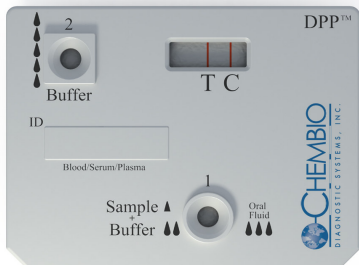 DPP™
2
Buffer
T C
ID
Blood/Serum/Plasma
1
Sample
+
Buffer
Oral
Fluid
CHEMBIO
DIAGNOSTIC SYSTEMS, INC.